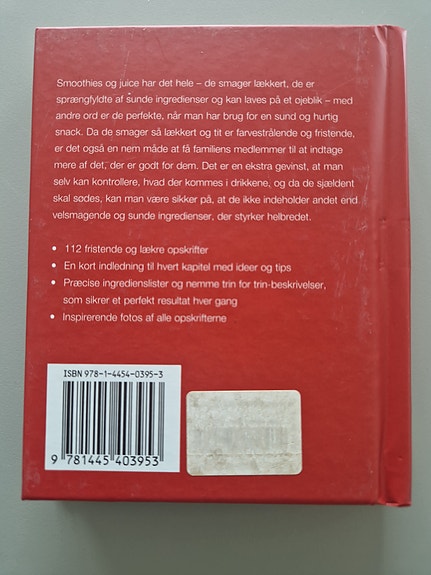 Smoothies og juice har det hele – de smager lækkert, de er
sprængfyldte af sunde ingredienser og kan laves på et øjeblik – med
andre ord er de perfekte, når man har brug for en sund og hurtig
snack. Da de smager så lækkert og tit er farvestrålende og fristende,
er det også en nem måde at få familiens medlemmer til at indtage
mere af det, der er godt for dem. Det er en ekstra gevinst, at man
selv kan kontrollere, hvad der kommes i drikkene, og da de sjældent
skal sødes, kan man være sikker på, at de ikke indeholder andet end
velsmagende og sunde ingredienser, der styrker helbredet.
• 112 fristende og lækre opskrifter
• En kort indledning til hvert kapitel med ideer og tips
• Præcise ingredienslister og nemme trin for trin-beskrivelser,
som sikrer et perfekt resultat hver gang
• Inspirerende fotos af alle opskrifterne
ISBN 978-1-4454-0395-3
9 781445 403953